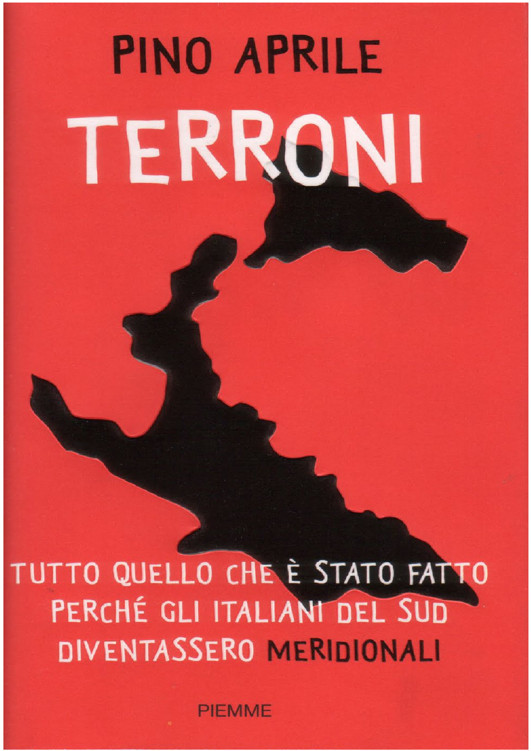 PINO APRILE
TERRONI
TUTTO QUELLO CHE È STATO FATTO
PERCHÉ GLI ITALIANI DEL SUD
DIVENTASSERO MERIDIONALI
PIEMME